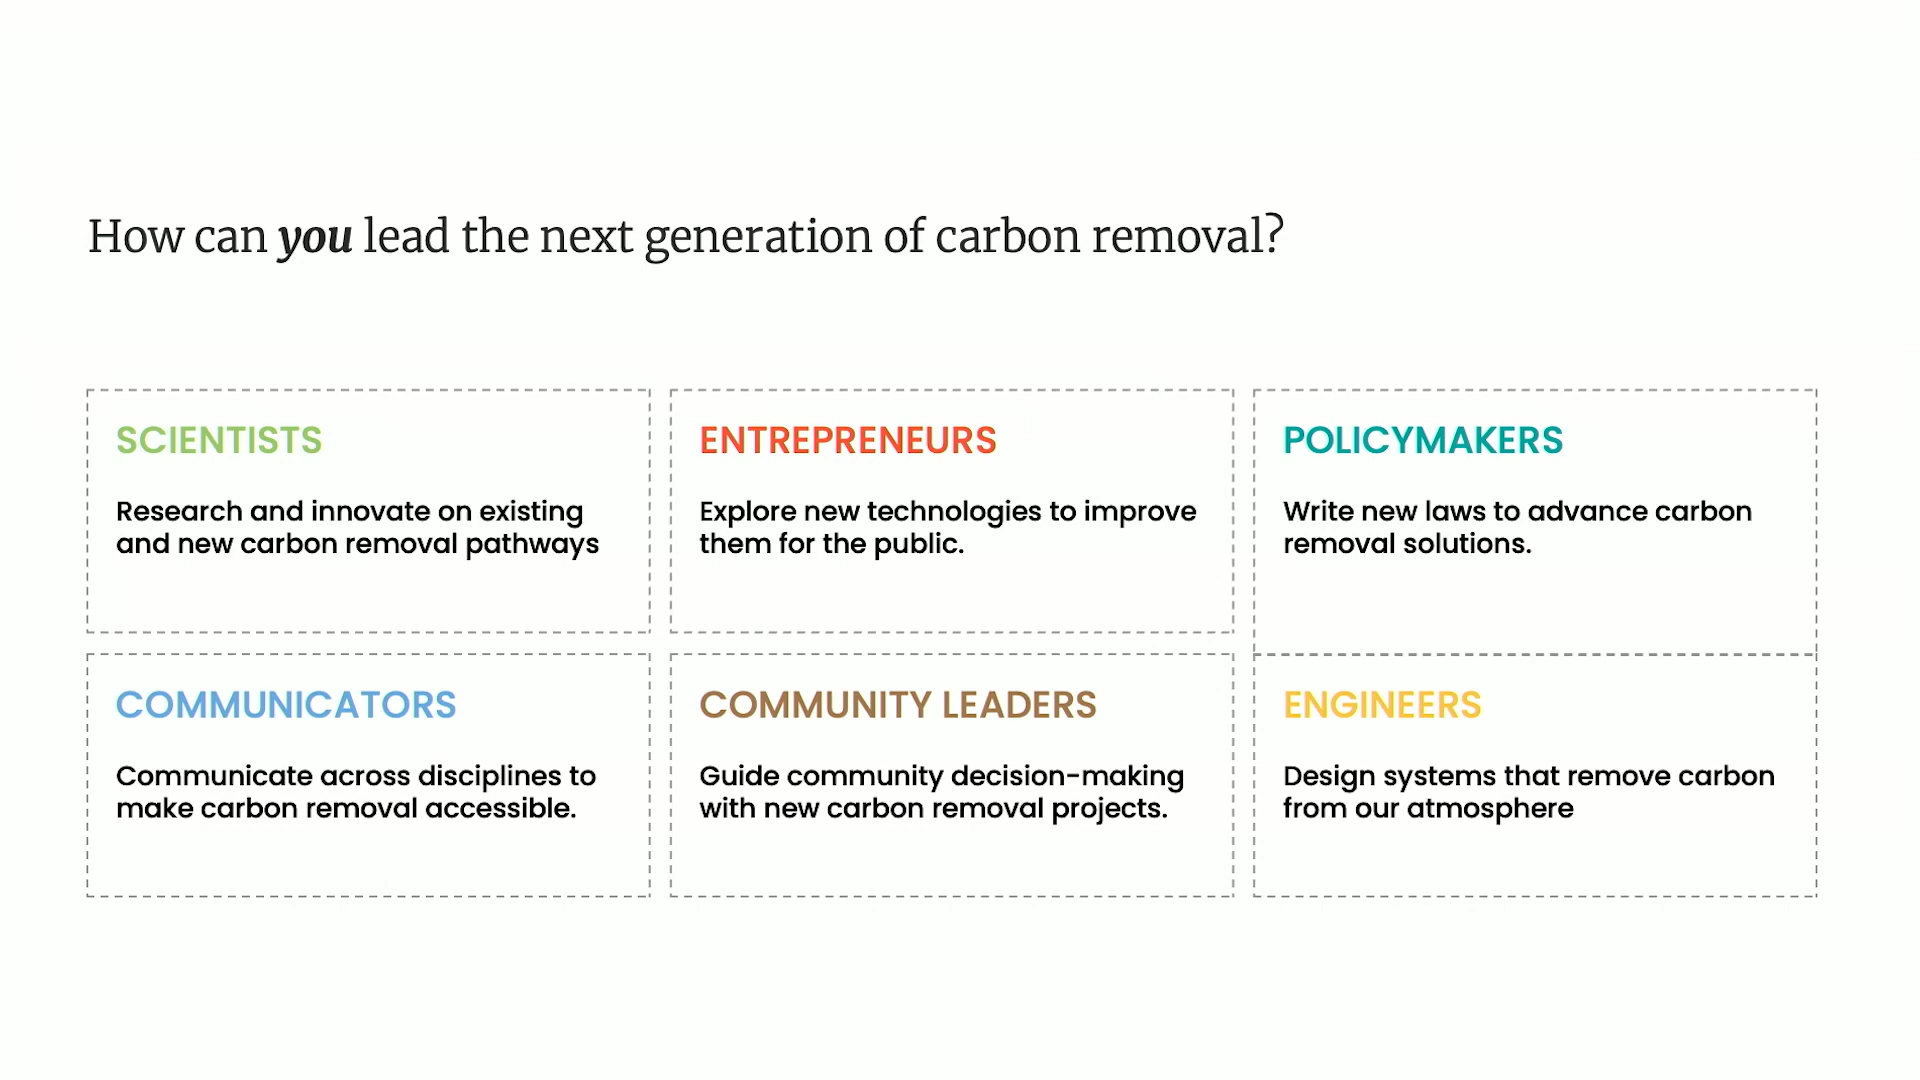 How can you lead the next generation of carbon removal?
SCIENTISTS
Research and innovate on existing
and new carbon removal pathways
ENTREPRENEURS
Explore new technologies to improve
them for the public.
POLICYMAKERS
Write new laws to advance carbon
removal solutions.
COMMUNICATORS
Communicate across disciplines to
make carbon removal accessible.
COMMUNITY LEADERS
Guide community decision-making
with new carbon removal projects.
ENGINEERS
Design systems that remove carbon
from our atmosphere